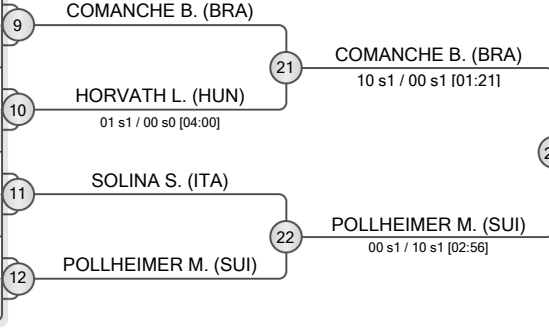 9
COMANCHE B. (BRA)
21
COMANCHE B. (BRA)
10 s1 / 00 s1 [01:21]
10
HORVATH L. (HUN)
01 s1 / 00 s0 [04:00]
11
SOLINA S. (ITA)
22
POLLHEIMER M. (SUI)
00 s1 / 10 s1 [02:56]
12
POLLHEIMER M. (SUI)